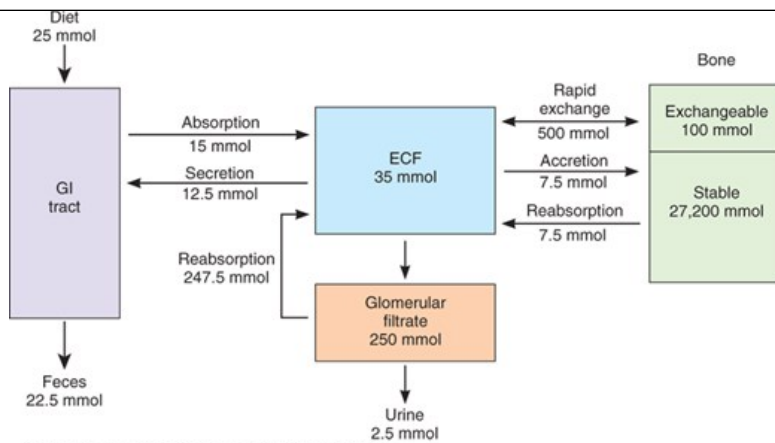 Diet
25 mmol
Bone
Rapid
exchange
500 mmol
Exchangeable
100 mmol
Absorption
15 mmol
ECF
35 mmol
Accretion
7.5 mmol
Secretion
12.5 mmol
GI
tract
Stable
27,200 mmol
Reabsorption
7.5 mmol
Reabsorption
247.5 mmol
Glomerular
filtrate
250 mmol
Feces
22.5 mmol
Urine
2.5 mmol